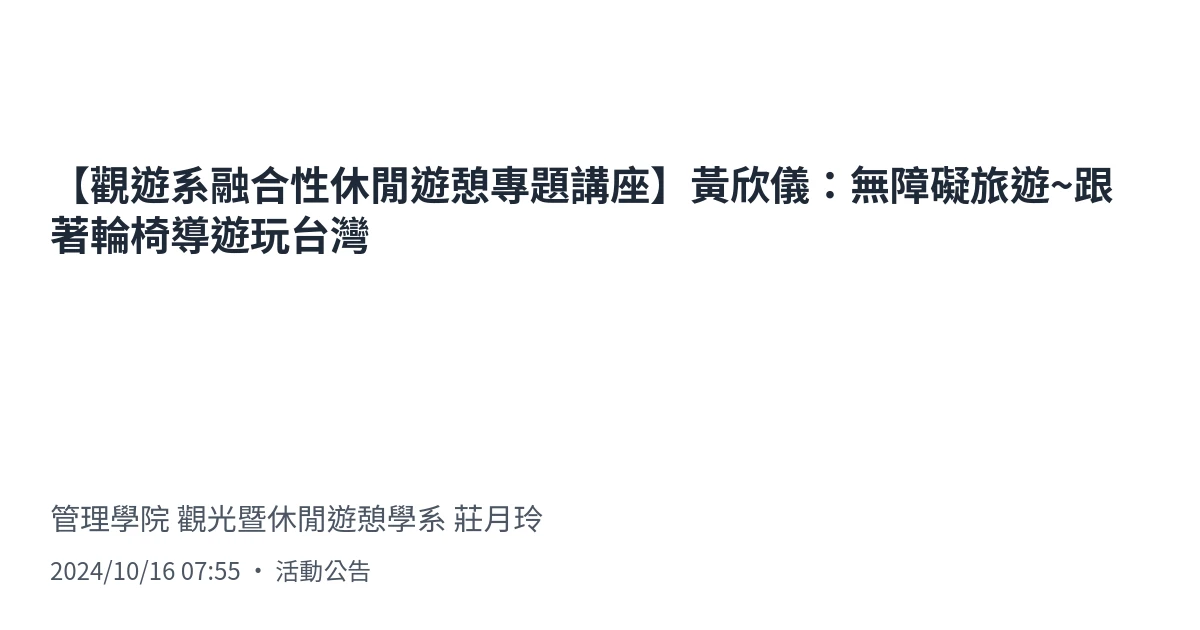 【觀遊系融合性休閒遊憩專題講座】黃欣儀：無障礙旅遊~跟
著輪椅導遊玩台灣
管理學院 觀光暨休閒遊憩學系 莊月玲
2024/10/16 07:55 ・ 活動公告